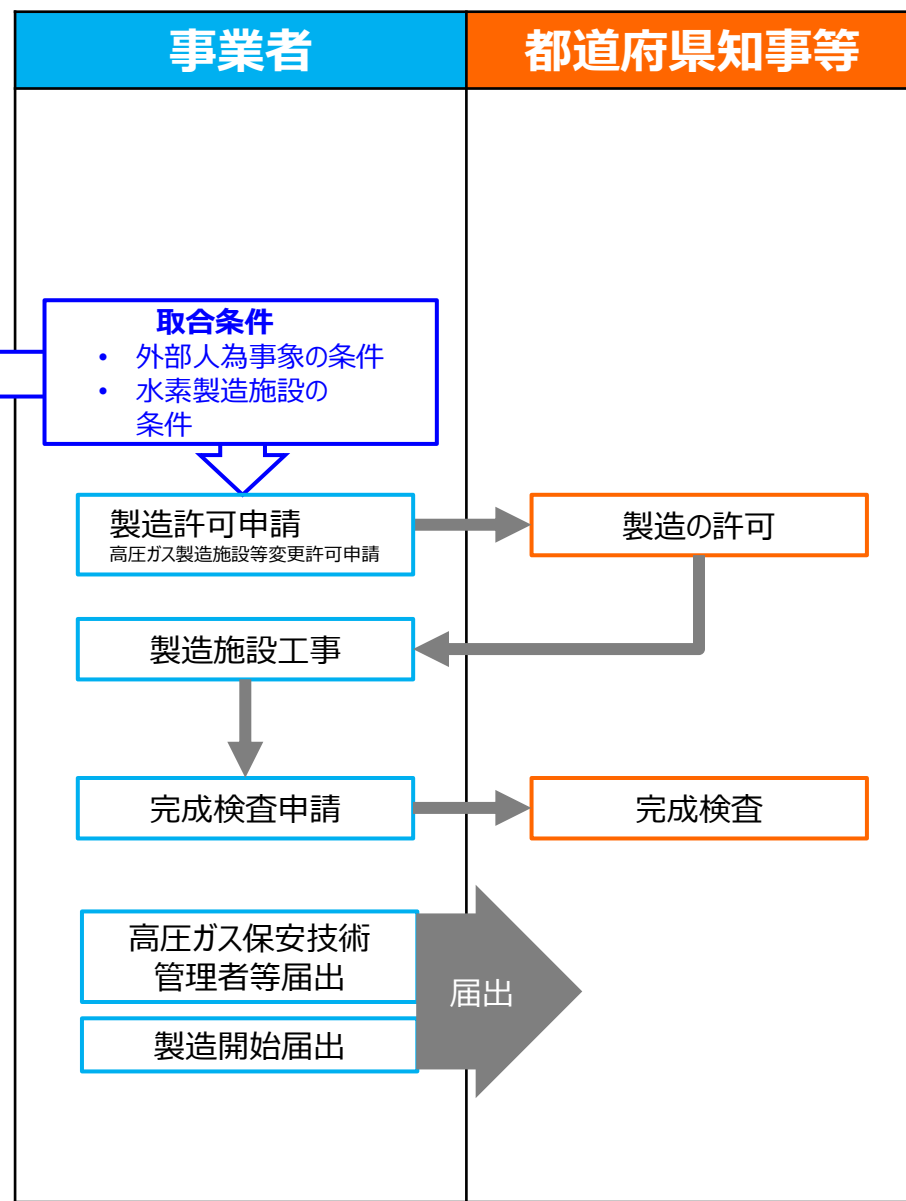 事業者
都道府県知事等
取合条件
• 外部人為事象の条件
• 水素製造施設の
条件
製造許可申請
高圧ガス製造施設等変更許可申請
製造の許可
製造施設工事
完成検査申請
完成検査
高圧ガス保安技術
管理者等届出
届出
製造開始届出